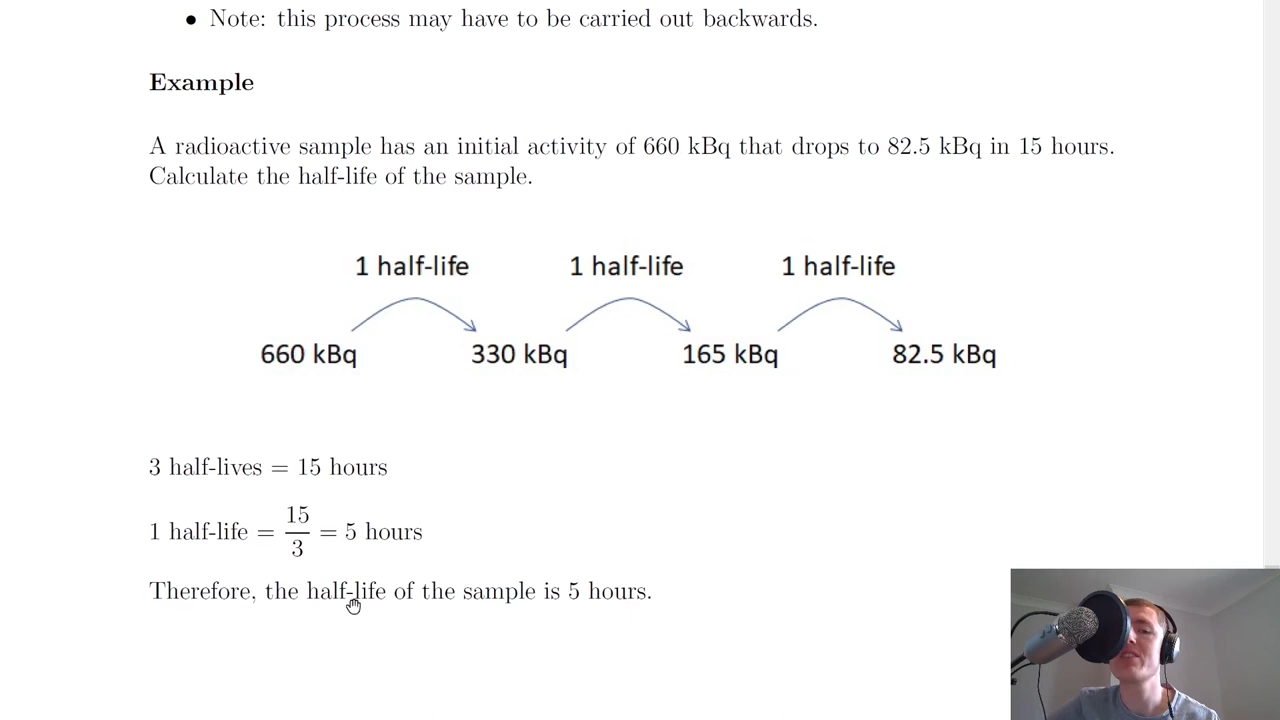 • Note: this process may have to be carried out backwards.
Example
A radioactive sample has an initial activity of 660 kBq that drops to 82.5 kBq in 15 hours.
Calculate the half-life of the sample.
1 half-life 1 half-life 1 half-life
660 kBq 330 kBq 165 kBq 82.5 kBq
3 half-lives = 15 hours
1 half-life = 15/3 = 5 hours
Therefore, the half-life of the sample is 5 hours.